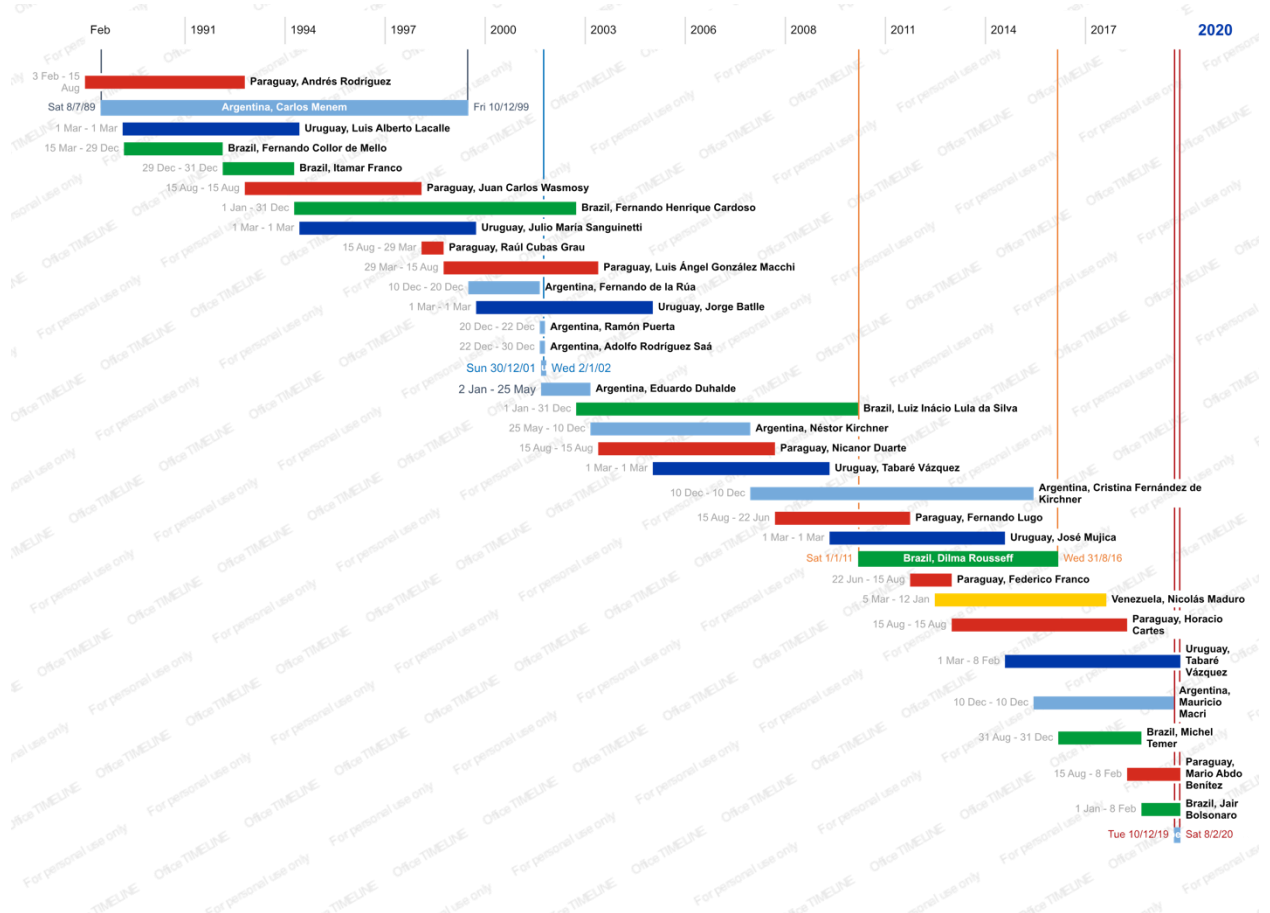 Feb 1991 1994 1997 2000 2003 2006 2008 2011 2014 2017 2020
3 Feb - 15
Aug
Paraguay, Andrés Rodríguez
Sat 8/7/89 Argentina, Carlos Menem Fri 10/12/99
1 Mar - 1 Mar Uruguay, Luis Alberto Lacalle
15 Mar - 29 Dec Brazil, Fernando Collor de Mello
29 Dec - 31 Dec Brazil, Itamar Franco
15 Aug - 15 Aug Paraguay, Juan Carlos Wasmosy
1 Jan - 31 Dec Brazil, Fernando Henrique Cardoso
1 Mar - 1 Mar Uruguay, Julio María Sanguinetti
15 Aug - 29 Mar Paraguay, Raúl Cubas Grau
29 Mar - 15 Aug Paraguay, Luis Ángel González Macchi
10 Dec - 20 Dec Argentina, Fernando de la Rúa
1 Mar - 1 Mar Uruguay, Jorge Batlle
20 Dec - 22 Dec Argentina, Ramón Puerta
22 Dec - 30 Dec Argentina, Adolfo Rodríguez Saá
Sun 30/12/01 Wed 2/1/02
2 Jan - 25 May Argentina, Eduardo Duhalde
1 Jan - 31 Dec Brazil, Luiz Inácio Lula da Silva
25 May - 10 Dec Argentina, Néstor Kirchner
15 Aug - 15 Aug Paraguay, Nicanor Duarte
1 Mar - 1 Mar Uruguay, Tabaré Vázquez
10 Dec - 10 Dec Argentina, Cristina Fernández de
Kirchner
15 Aug - 22 Jun Paraguay, Fernando Lugo
1 Mar - 1 Mar Uruguay, José Mujica
Sat 1/1/11 Brazil, Dilma Rousseff Wed 31/8/16
22 Jun - 15 Aug Paraguay, Federico Franco
5 Mar - 12 Jan Venezuela, Nicolás Maduro
15 Aug - 15 Aug Paraguay, Horacio
Cartes
1 Mar - 8 Feb Uruguay,
Tabaré
Vázquez
10 Dec - 10 Dec Argentina,
Mauricio
Macri
31 Aug - 31 Dec Brazil, Michel
Temer
15 Aug - 8 Feb Paraguay,
Mario Abdo
Benítez
1 Jan - 8 Feb Brazil, Jair
Bolsonaro
Tue 10/12/19 Sat 8/2/20
For personal use only
Office TIMELINE